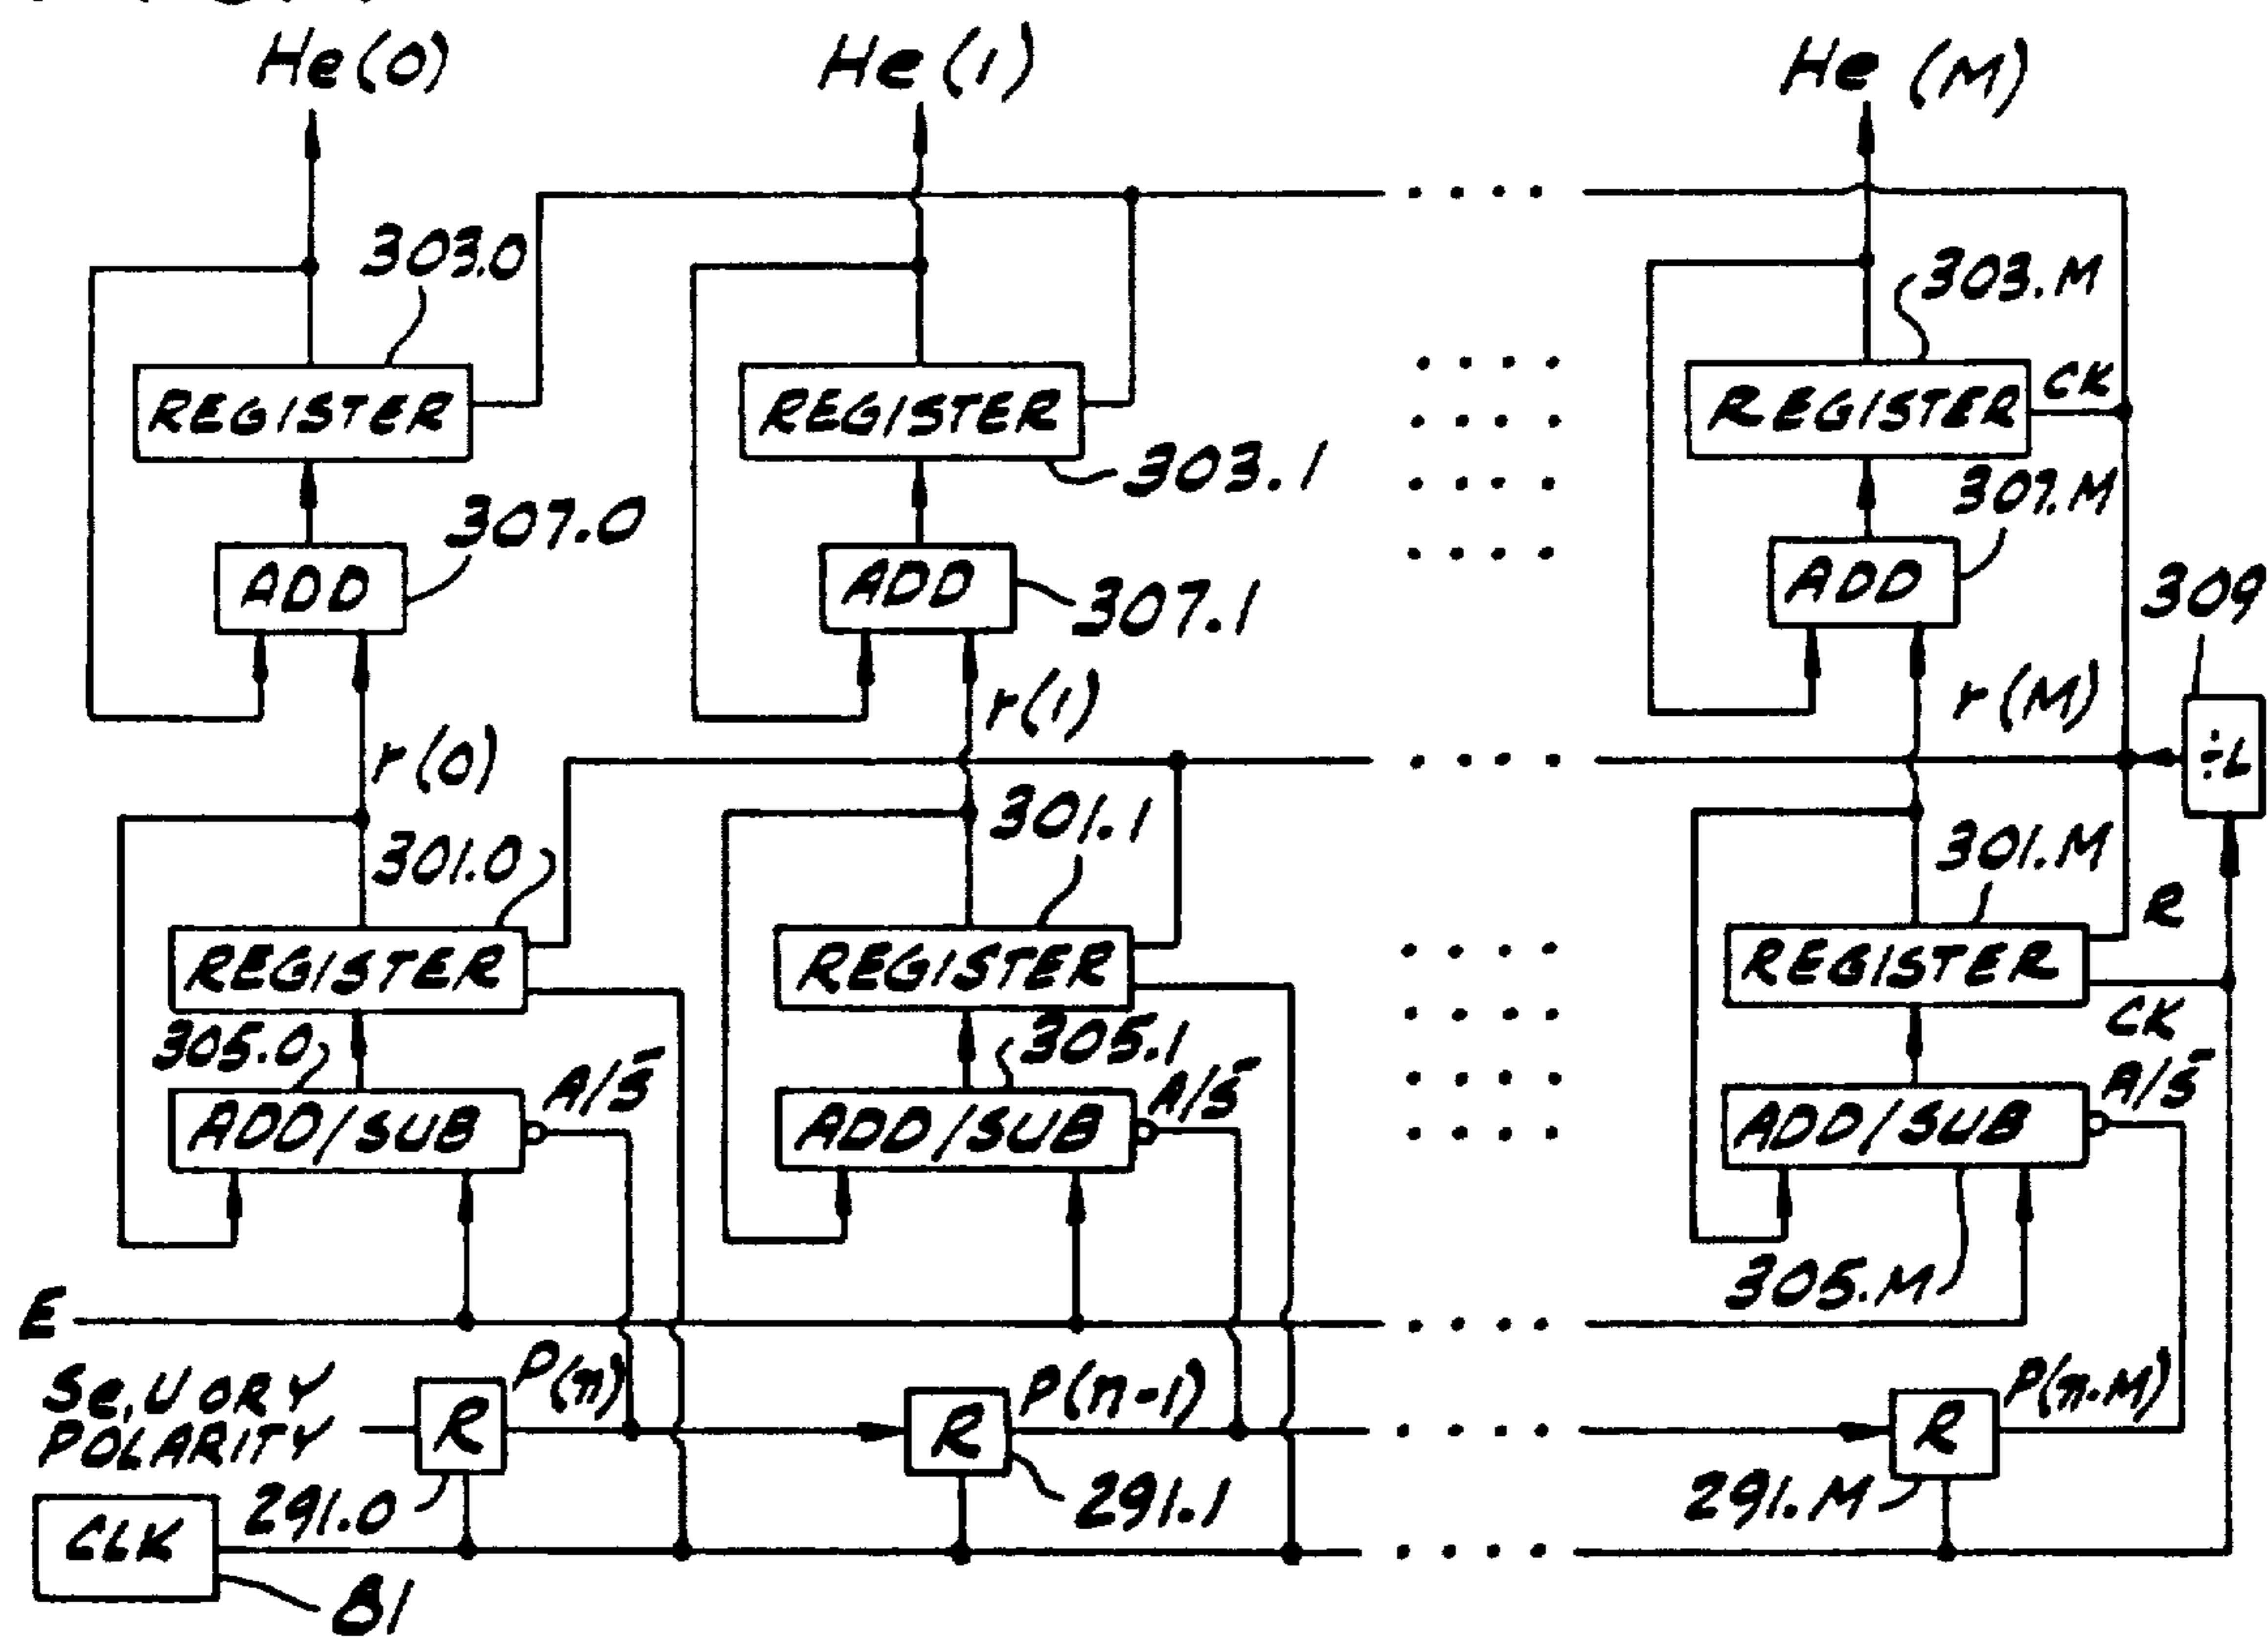 He(0) He(1) He(M)
303.0 303.M
REGISTER REGISTER REGISTER CK
303.1
307.0 307.M
ADD ADD ADD 309
307.1
r(1) r(M)
r(0) ÷L
301.0 301.1 301.M
R
REGISTER REGISTER REGISTER
CK
305.0 305.1
A/S̄ A/S̄ A/S̄
ADD/SUB ADD/SUB ADD/SUB
305.M
E
Se, U OR Y
POLARITY
R P(n) R P(n-1) R P(n-M)
291.0 291.1 291.M
CLK
81